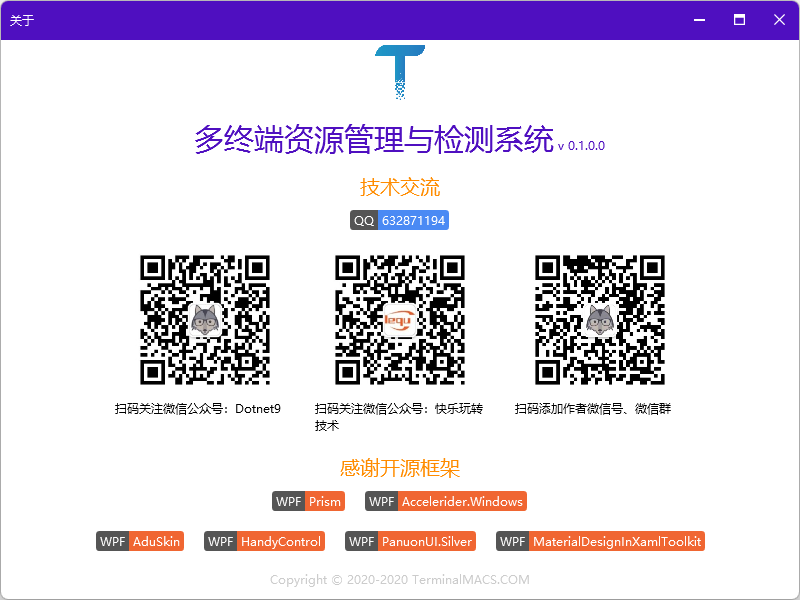 关于
多终端资源管理与检测系统 v 0.1.0.0
技术交流
QQ 632871194
lequ
扫码关注微信公众号：Dotnet9
扫码关注微信公众号：快乐玩转
技术
扫码添加作者微信号、微信群
感谢开源框架
WPF Prism WPF Accelerider.Windows
WPF AduSkin WPF HandyControl WPF PanuonUI.Silver WPF MaterialDesignInXamlToolkit
Copyright © 2020-2020 TerminalMACS.COM